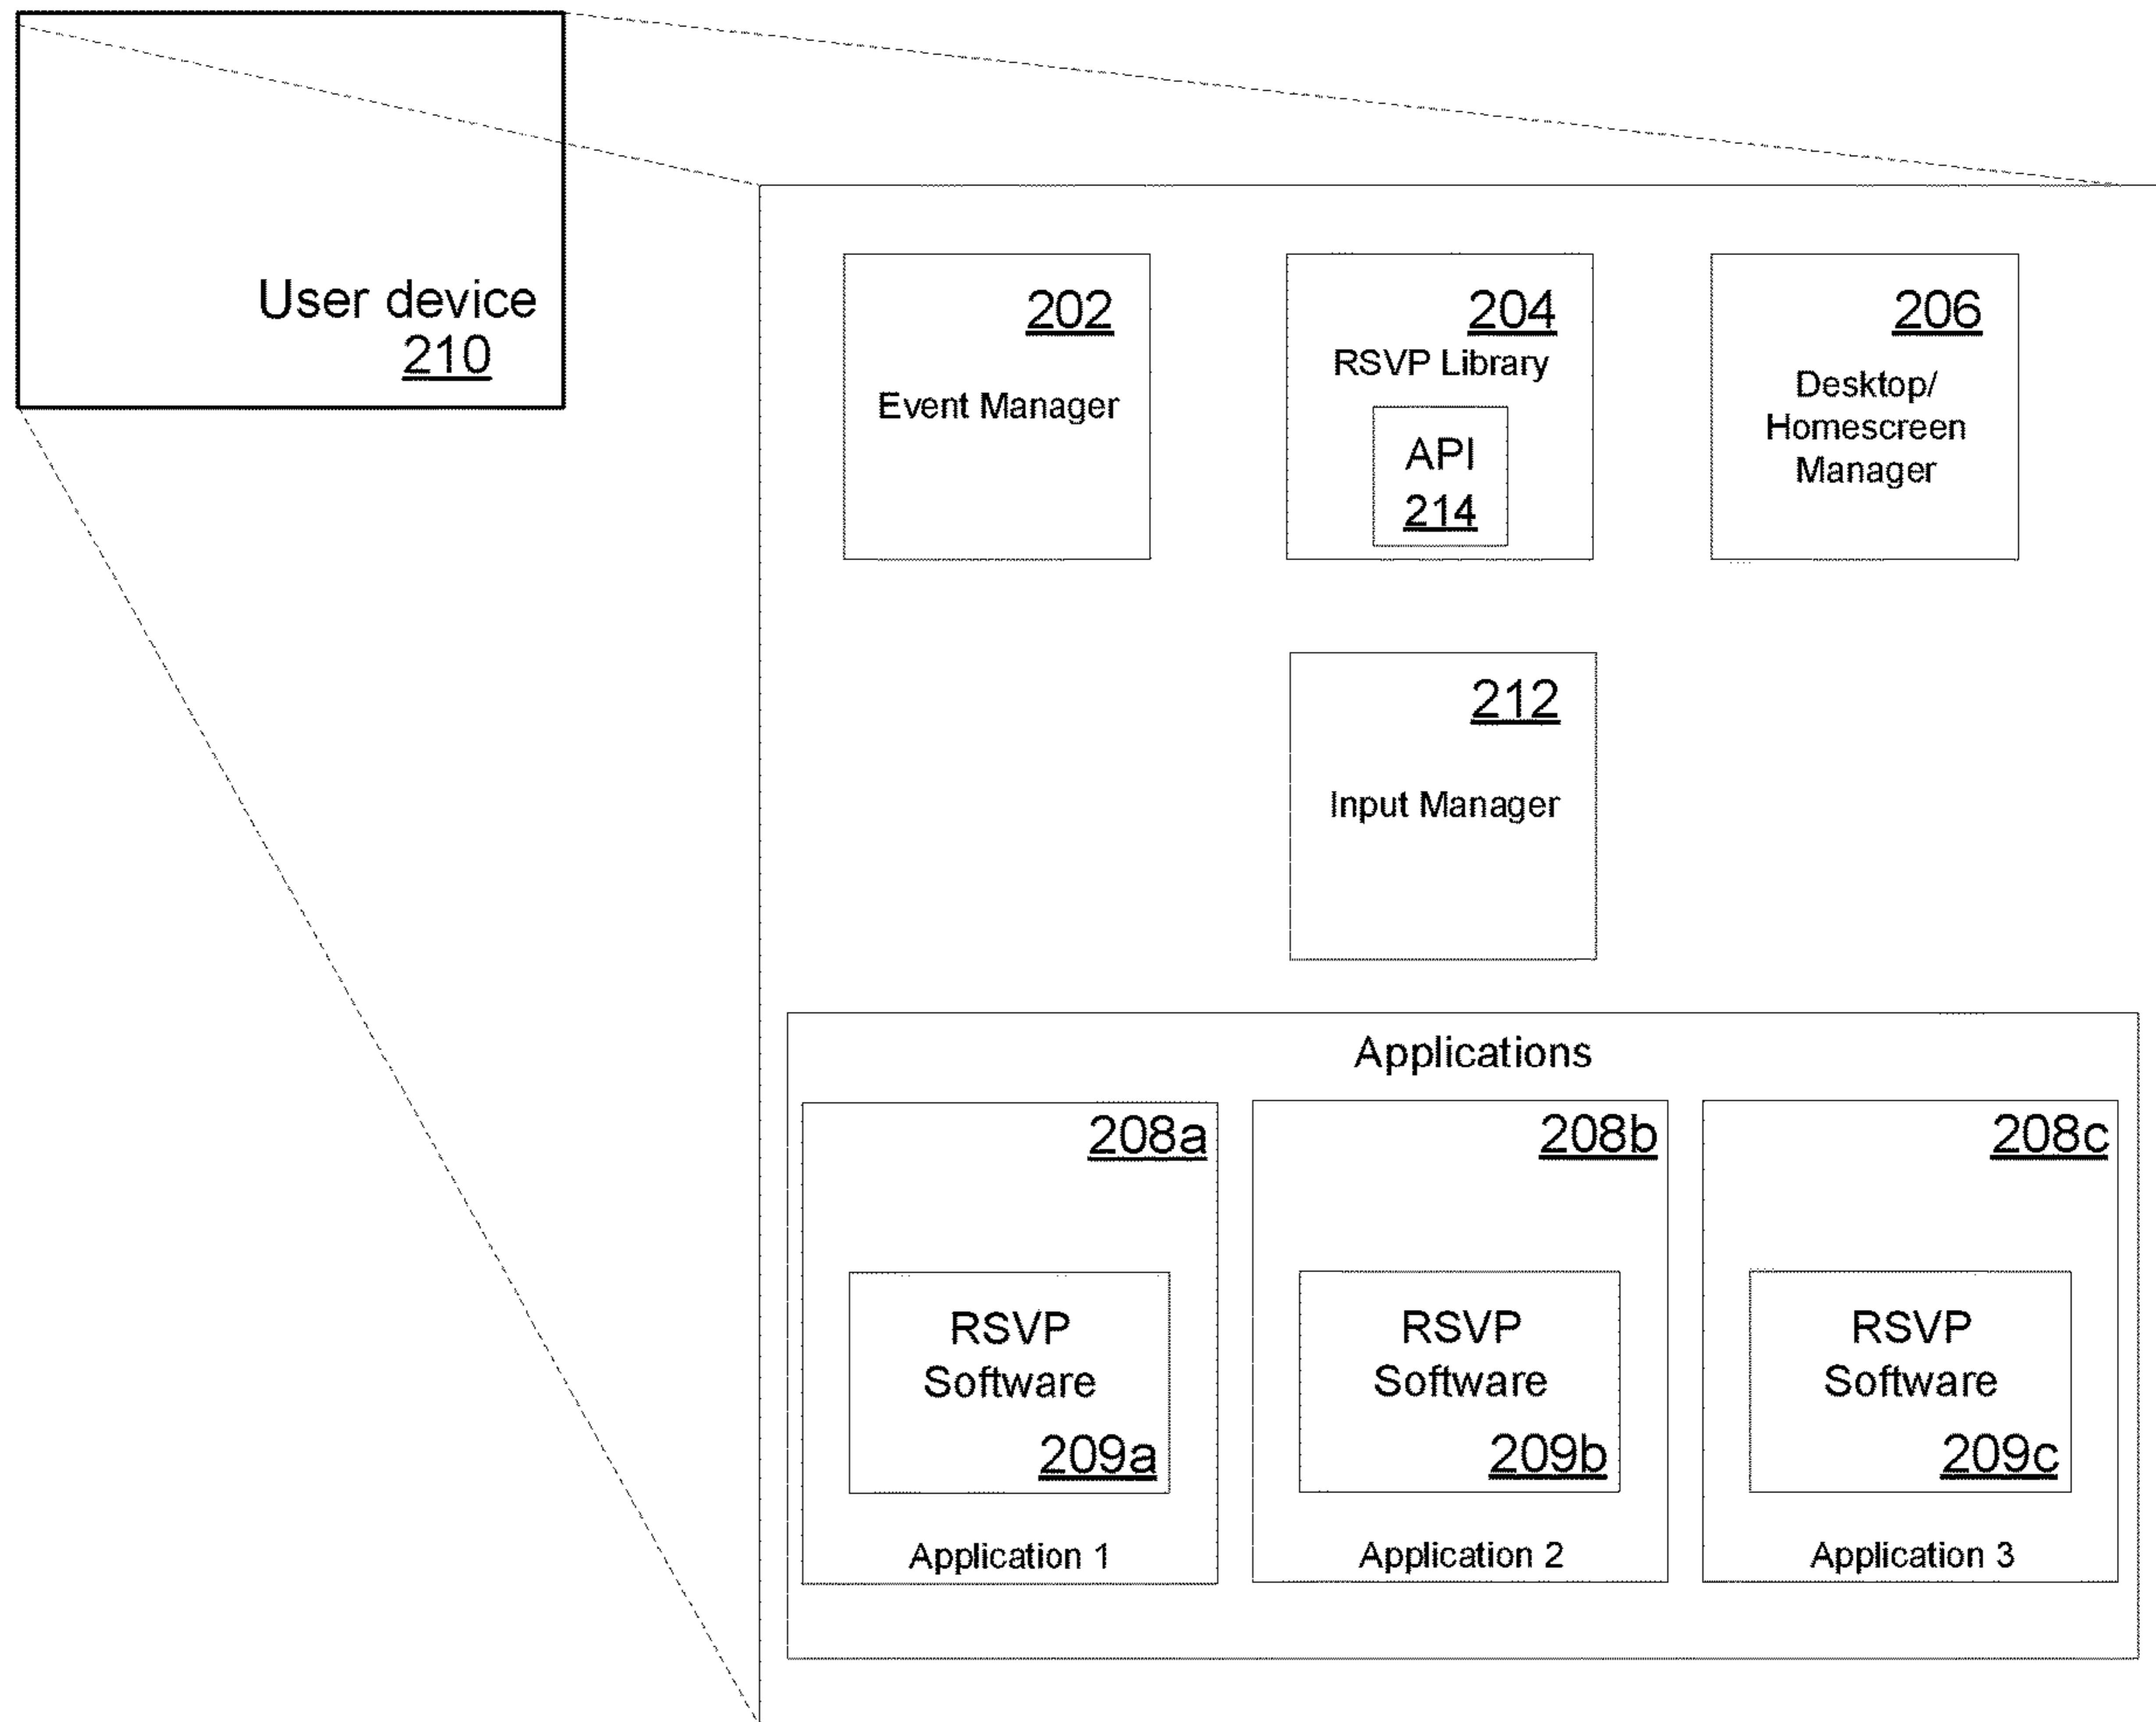 User device
210
202
Event Manager
204
RSVP Library
API
214
206
Desktop/
Homescreen
Manager
212
Input Manager
Applications
208a
RSVP
Software
209a
Application 1
208b
RSVP
Software
209b
Application 2
208c
RSVP
Software
209c
Application 3